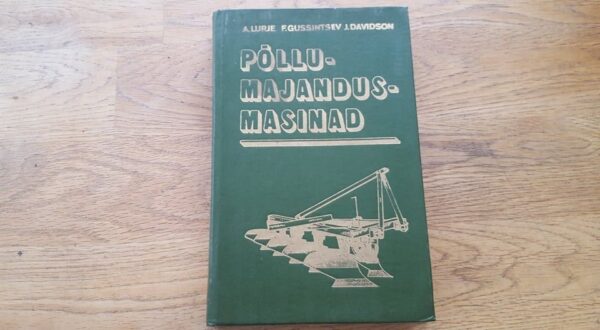 A.LURJE F.GUSSINTSEV J.DAVIDSON
PÕLLU-
MAJANDUS-
MASINAD